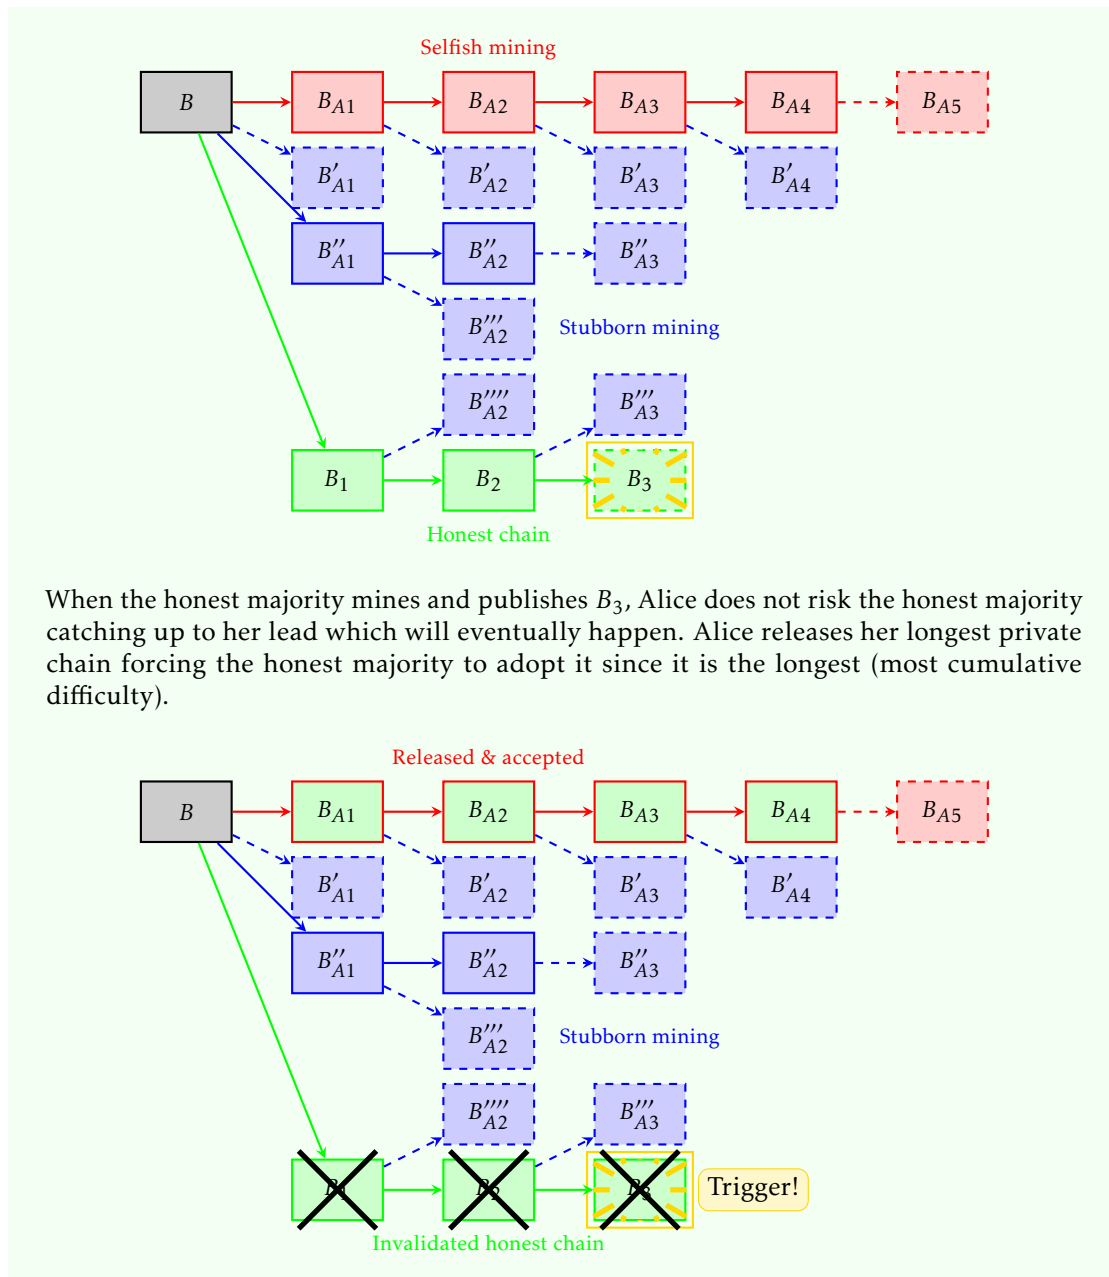 Selfish mining
B B_{A1} B_{A2} B_{A3} B_{A4} B_{A5}
B'_{A1} B'_{A2} B'_{A3} B'_{A4}
B''_{A1} B''_{A2} B''_{A3}
B'''_{A2} Stubborn mining
B''''_{A2} B'''_{A3}
B_1 B_2 B_3
Honest chain
When the honest majority mines and publishes B_3, Alice does not risk the honest majority
catching up to her lead which will eventually happen. Alice releases her longest private
chain forcing the honest majority to adopt it since it is the longest (most cumulative
difficulty).
Released & accepted
B B_{A1} B_{A2} B_{A3} B_{A4} B_{A5}
B'_{A1} B'_{A2} B'_{A3} B'_{A4}
B''_{A1} B''_{A2} B''_{A3}
B'''_{A2} Stubborn mining
B''''_{A2} B'''_{A3}
B_1 B_2 B_3 Trigger!
Invalidated honest chain